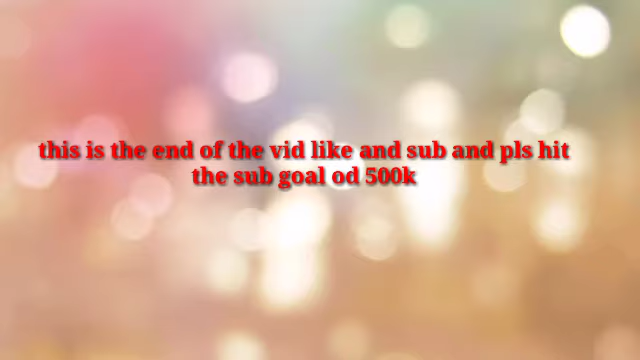 this is the end of the vid like and sub and pls hit
the sub goal od 500k